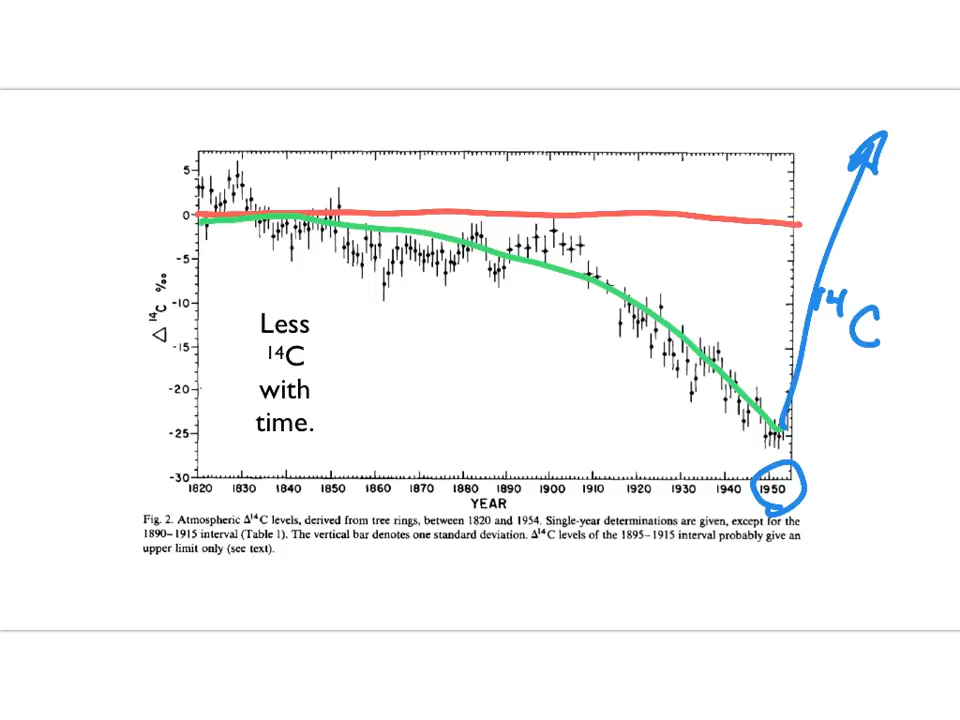 5
0
-5
-10
-15
-20
-25
-30
Δ ¹⁴C ‰
Less
¹⁴C
with
time.
¹⁴C
1820 1830 1840 1850 1860 1870 1880 1890 1900 1910 1920 1930 1940 1950
YEAR
Fig. 2. Atmospheric Δ¹⁴C levels, derived from tree rings, between 1820 and 1954. Single-year determinations are given, except for the
1890–1915 interval (Table 1). The vertical bar denotes one standard deviation. Δ¹⁴C levels of the 1895–1915 interval probably give an
upper limit only (see text).